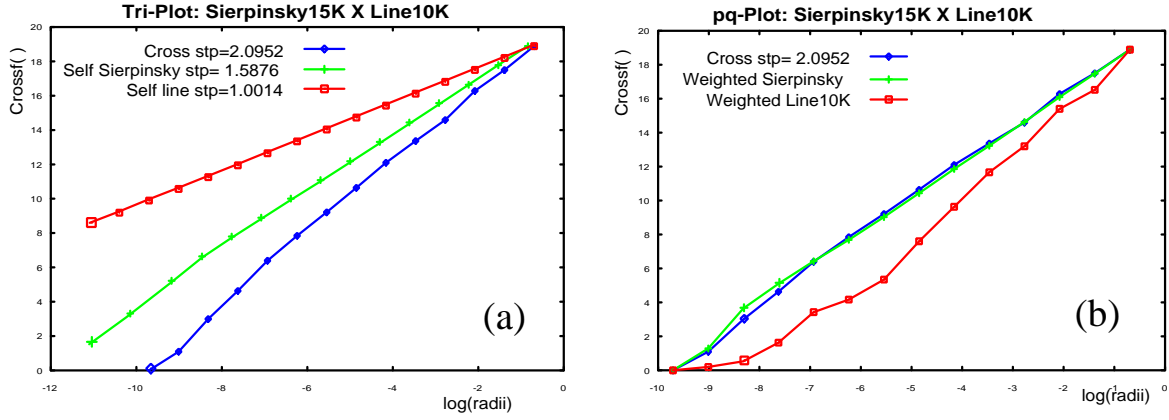 Tri-Plot: Sierpinsky15K X Line10K
Crossf( )
20
18
16
14
12
10
8
6
4
2
0
Cross stp=2.0952
Self Sierpinsky stp= 1.5876
Self line stp=1.0014
(a)
-12 -10 -8 -6 -4 -2 0
log(radii)
pq-Plot: Sierpinsky15K X Line10K
Crossf( )
20
18
16
14
12
10
8
6
4
2
0
Cross stp= 2.0952
Weighted Sierpinsky
Weighted Line10K
(b)
-10 -9 -8 -7 -6 -5 -4 -3 -2 -1 0
log(radii)